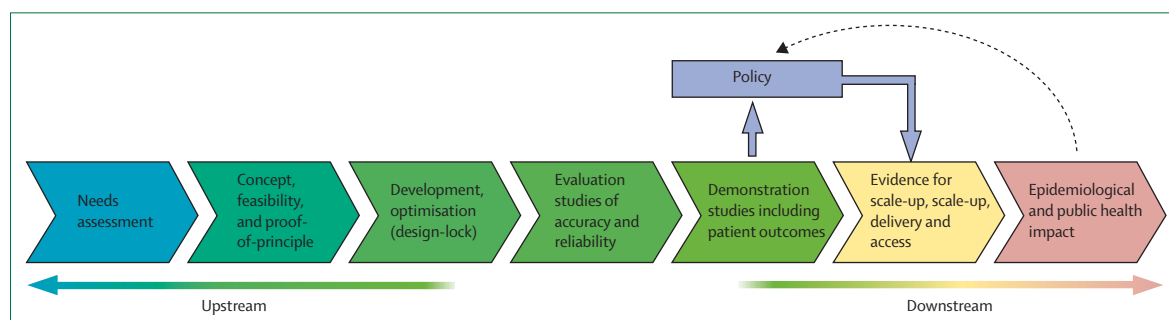 Policy
Needs
assessment
Concept,
feasibility,
and proof-
of-principle
Development,
optimisation
(design-lock)
Evaluation
studies of
accuracy and
reliability
Demonstration
studies including
patient outcomes
Evidence for
scale-up, scale-up,
delivery and
access
Epidemiological
and public health
impact
Upstream
Downstream